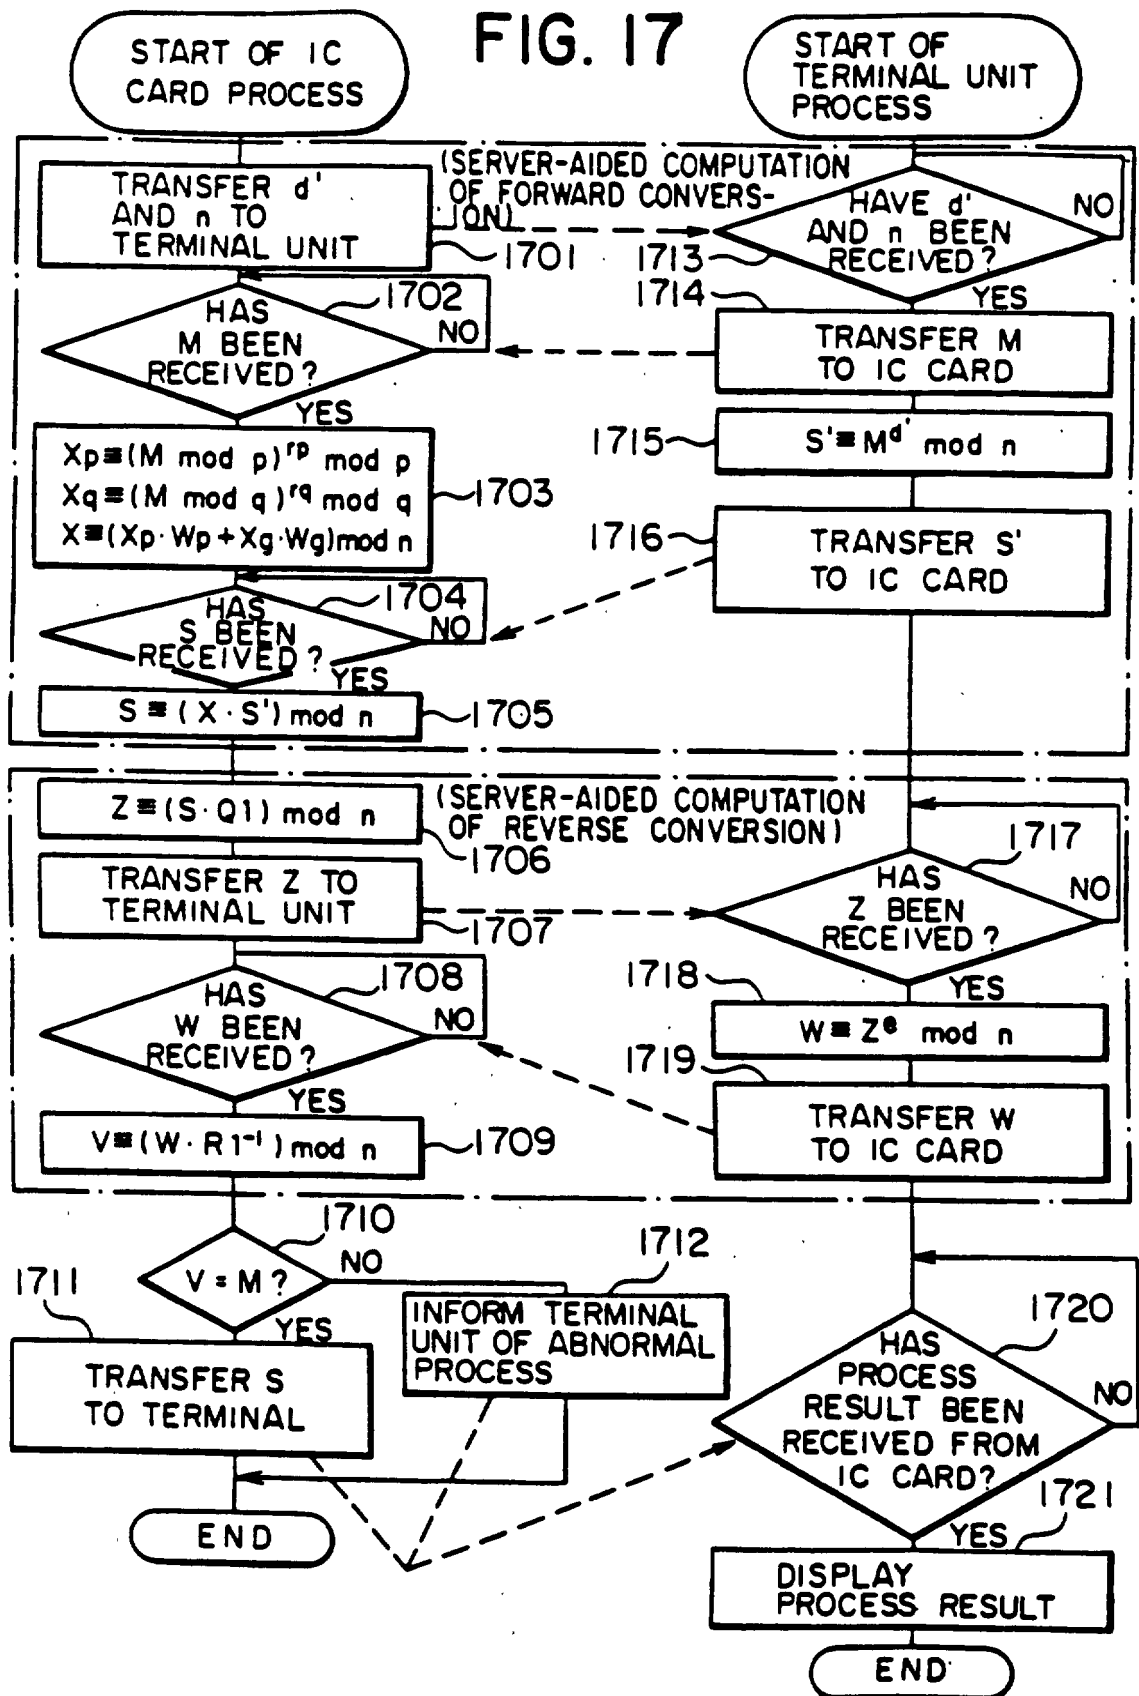 FIG. 17
START OF IC
CARD PROCESS
START OF
TERMINAL UNIT
PROCESS
(SERVER-AIDED COMPUTATION
OF FORWARD CONVERS-
ION)
TRANSFER d'
AND n TO
TERMINAL UNIT
1701
HAVE d'
AND n BEEN
RECEIVED?
NO
1713
YES
1702
HAS
M BEEN
RECEIVED?
NO
YES
1714
TRANSFER M
TO IC CARD
Xp≡(M mod p)^rp mod p
Xq≡(M mod q)^rq mod q
X≡(Xp·Wp+Xg·Wg)mod n
1703
1715
S'≡M^d' mod n
1716
TRANSFER S'
TO IC CARD
1704
HAS
S BEEN
RECEIVED?
NO
YES
S≡(X·S') mod n
1705
Z≡(S·Q1) mod n
1706
(SERVER-AIDED COMPUTATION
OF REVERSE CONVERSION)
TRANSFER Z TO
TERMINAL UNIT
1707
1717
HAS
Z BEEN
RECEIVED?
NO
YES
1708
HAS
W BEEN
RECEIVED?
NO
YES
1718
W≡Z^e mod n
1719
TRANSFER W
TO IC CARD
V≡(W·R1⁻¹) mod n
1709
1710
V=M?
NO
YES
1711
TRANSFER S
TO TERMINAL
1712
INFORM TERMINAL
UNIT OF ABNORMAL
PROCESS
END
1720
HAS
PROCESS
RESULT BEEN
RECEIVED FROM
IC CARD?
NO
YES
1721
DISPLAY
PROCESS RESULT
END